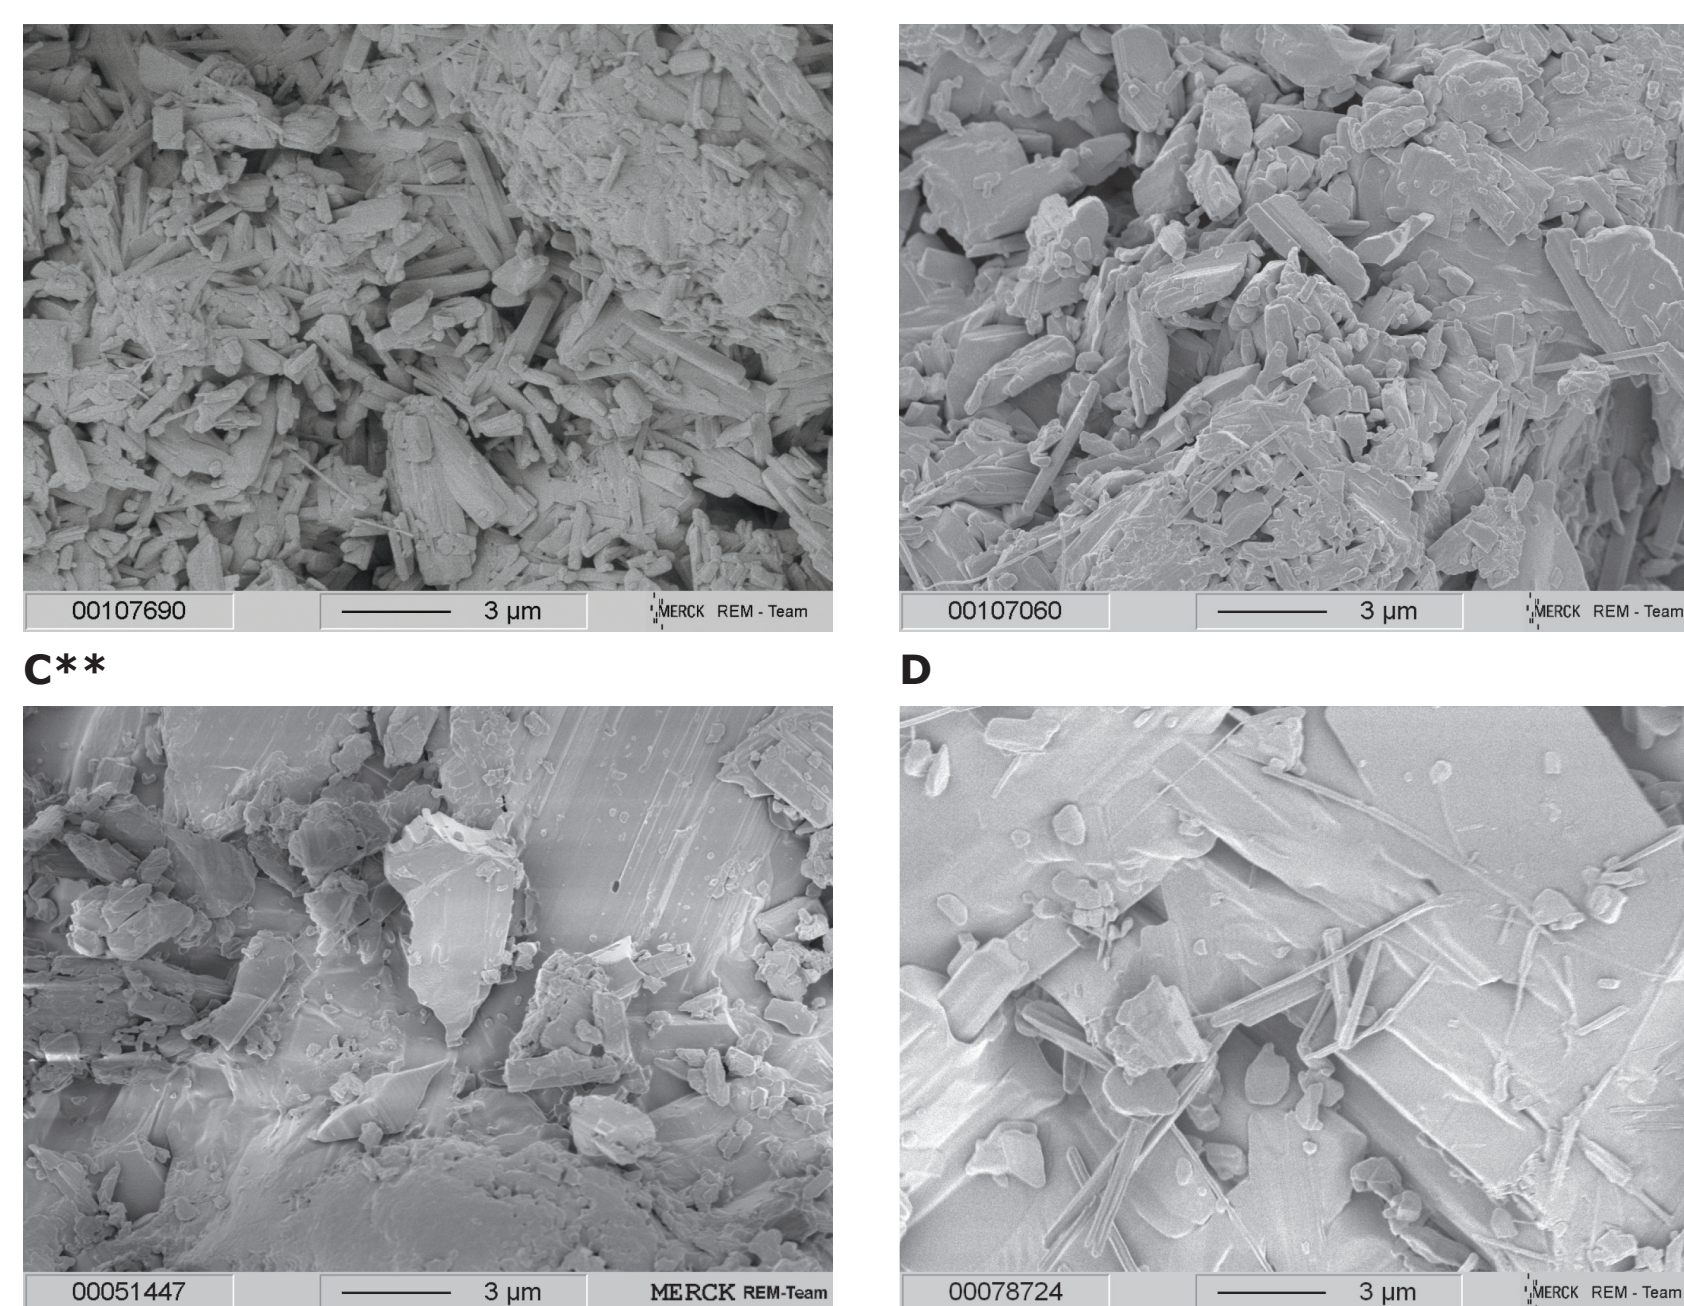 00107690 3 µm MERCK REM - Team
00107060 3 µm MERCK REM - Team
C** D
00051447 3 µm MERCK REM-Team
00078724 3 µm MERCK REM - Team